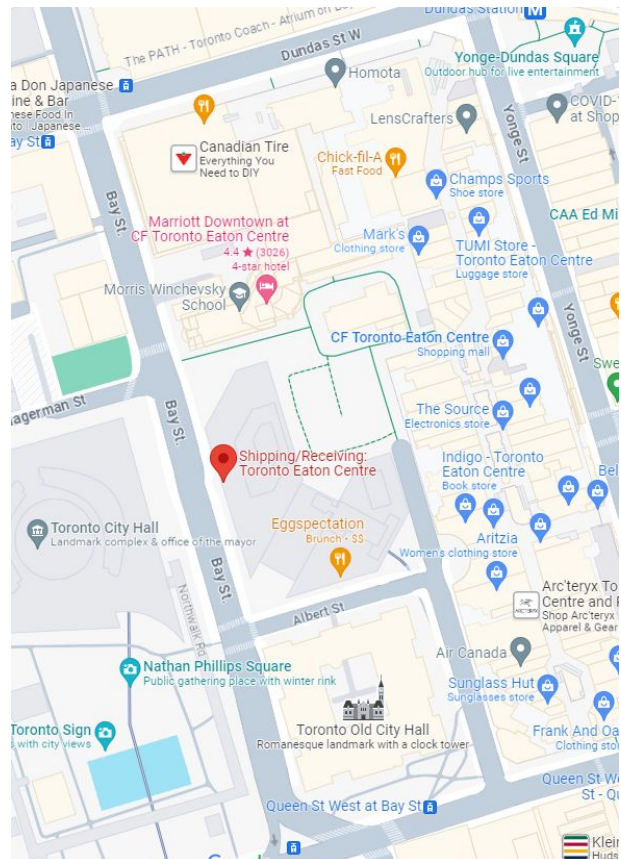 Dundas Station
The PATH - Toronto Coach - Atrium on
Dundas St W
Yonge-Dundas Square
Outdoor hub for live entertainment
a Don Japanese
ine & Bar
nese Food In
Japanese ...
ay St
Homota
LensCrafters
COVID-
at Shop
Yonge St
Canadian Tire
Everything You
Need to DIY
Chick-fil-A
Fast Food
Champs Sports
Shoe store
Bay St.
CAA Ed Mi
Marriott Downtown at
CF Toronto Eaton Centre
4.4 ★ (3026)
4-star hotel
Mark's
Clothing store
TUMI Store -
Toronto Eaton Centre
Luggage store
Morris Winchevsky
School
CF Toronto Eaton Centre
Shopping mall
Yonge St
Swe
agerman St
Bay St.
The Source
Electronics store
Shipping/Receiving:
Toronto Eaton Centre
Indigo - Toronto
Eaton Centre
Book store
Bel
Toronto City Hall
Landmark complex & office of the mayor
Eggspectation
Brunch • $$
Aritzia
Women's clothing store
Bay St.
Northwalk Rd
Albert St
ARC'TERYX
Arc'teryx To
Centre and P
Shop Arc'teryx
Apparel & Gear
Air Canada
Nathan Phillips Square
Public gathering place with winter rink
Sunglass Hut
Sunglasses store
Toronto Sign
with city views
Toronto Old City Hall
Romanesque landmark with a clock tower
Frank And Oa
Clothing sto
Queen St West at Bay St
Queen St We
St - Qu
Klein
Huds